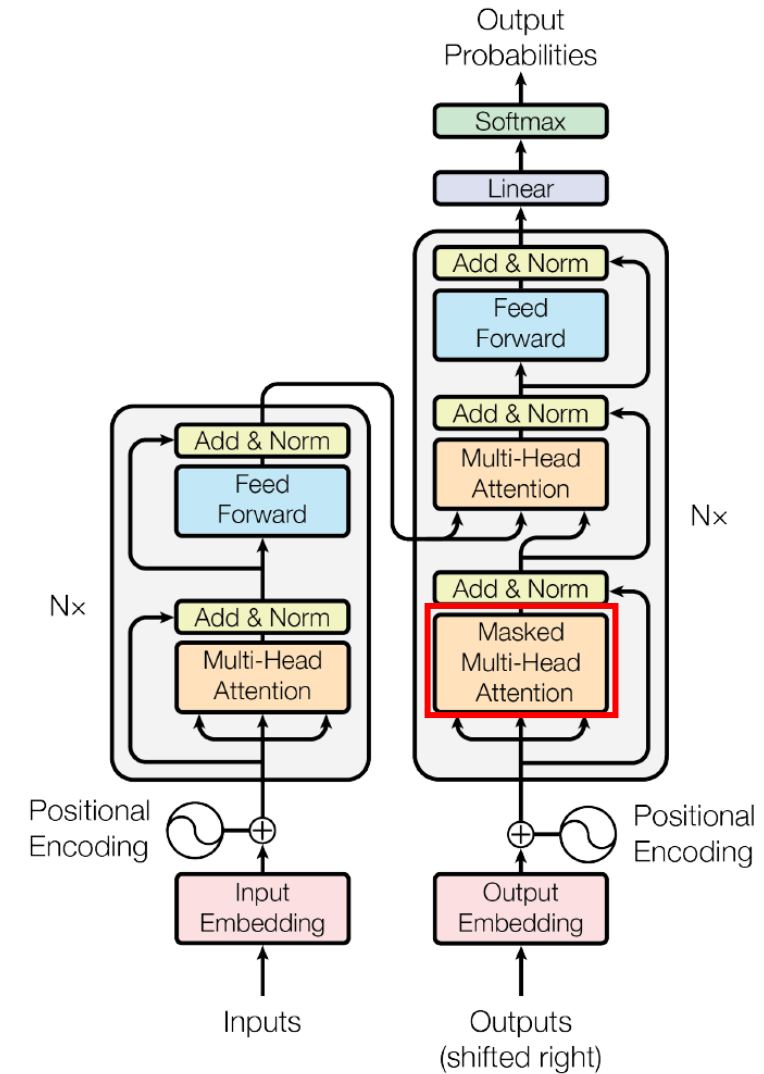 Output
Probabilities
Softmax
Linear
Add & Norm
Feed
Forward
Add & Norm
Multi-Head
Attention
Add & Norm
Masked
Multi-Head
Attention
N×
Add & Norm
Feed
Forward
Add & Norm
Multi-Head
Attention
N×
Positional
Encoding
Input
Embedding
Inputs
Positional
Encoding
Output
Embedding
Outputs
(shifted right)